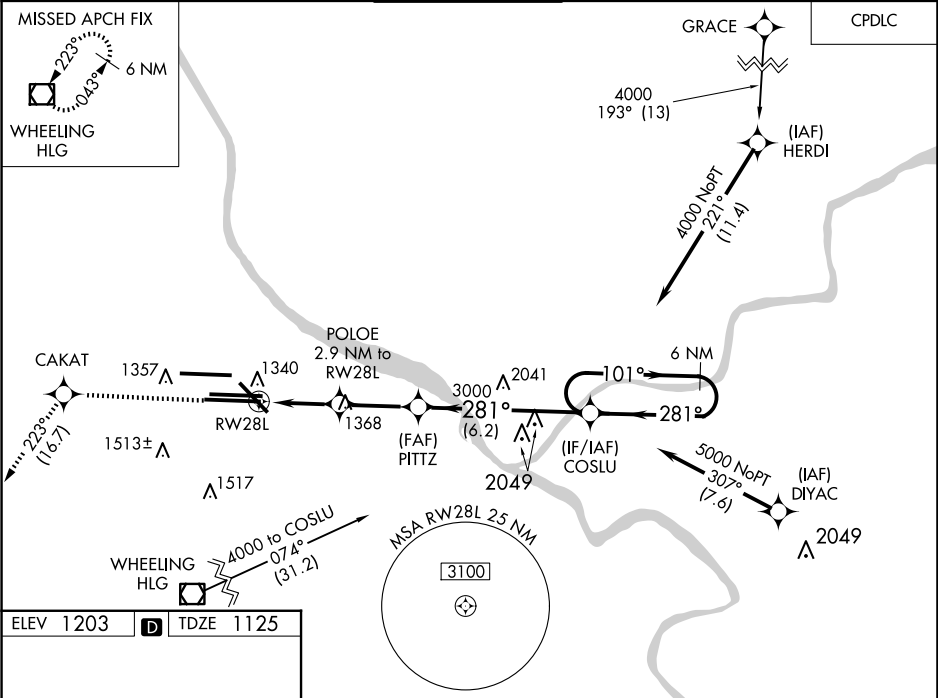 MISSED APCH FIX
223°
043°
6 NM
WHEELING
HLG
GRACE
CPDLC
4000
193° (13)
(IAF)
HERDI
4000 NoPT
221°
(11.4)
POLOE
2.9 NM to
RW28L
CAKAT
1357
1340
RW28L
1368
(FAF)
PITTZ
3000
281°
(6.2)
2041
2049
6 NM
101°
281°
(IF/IAF)
COSLU
223°
(16.7)
1513±
1517
5000 NoPT
307°
(7.6)
(IAF)
DIYAC
2049
WHEELING
HLG
4000 to COSLU
074°
(31.2)
MSA RW28L 25 NM
3100
ELEV 1203
D
TDZE 1125